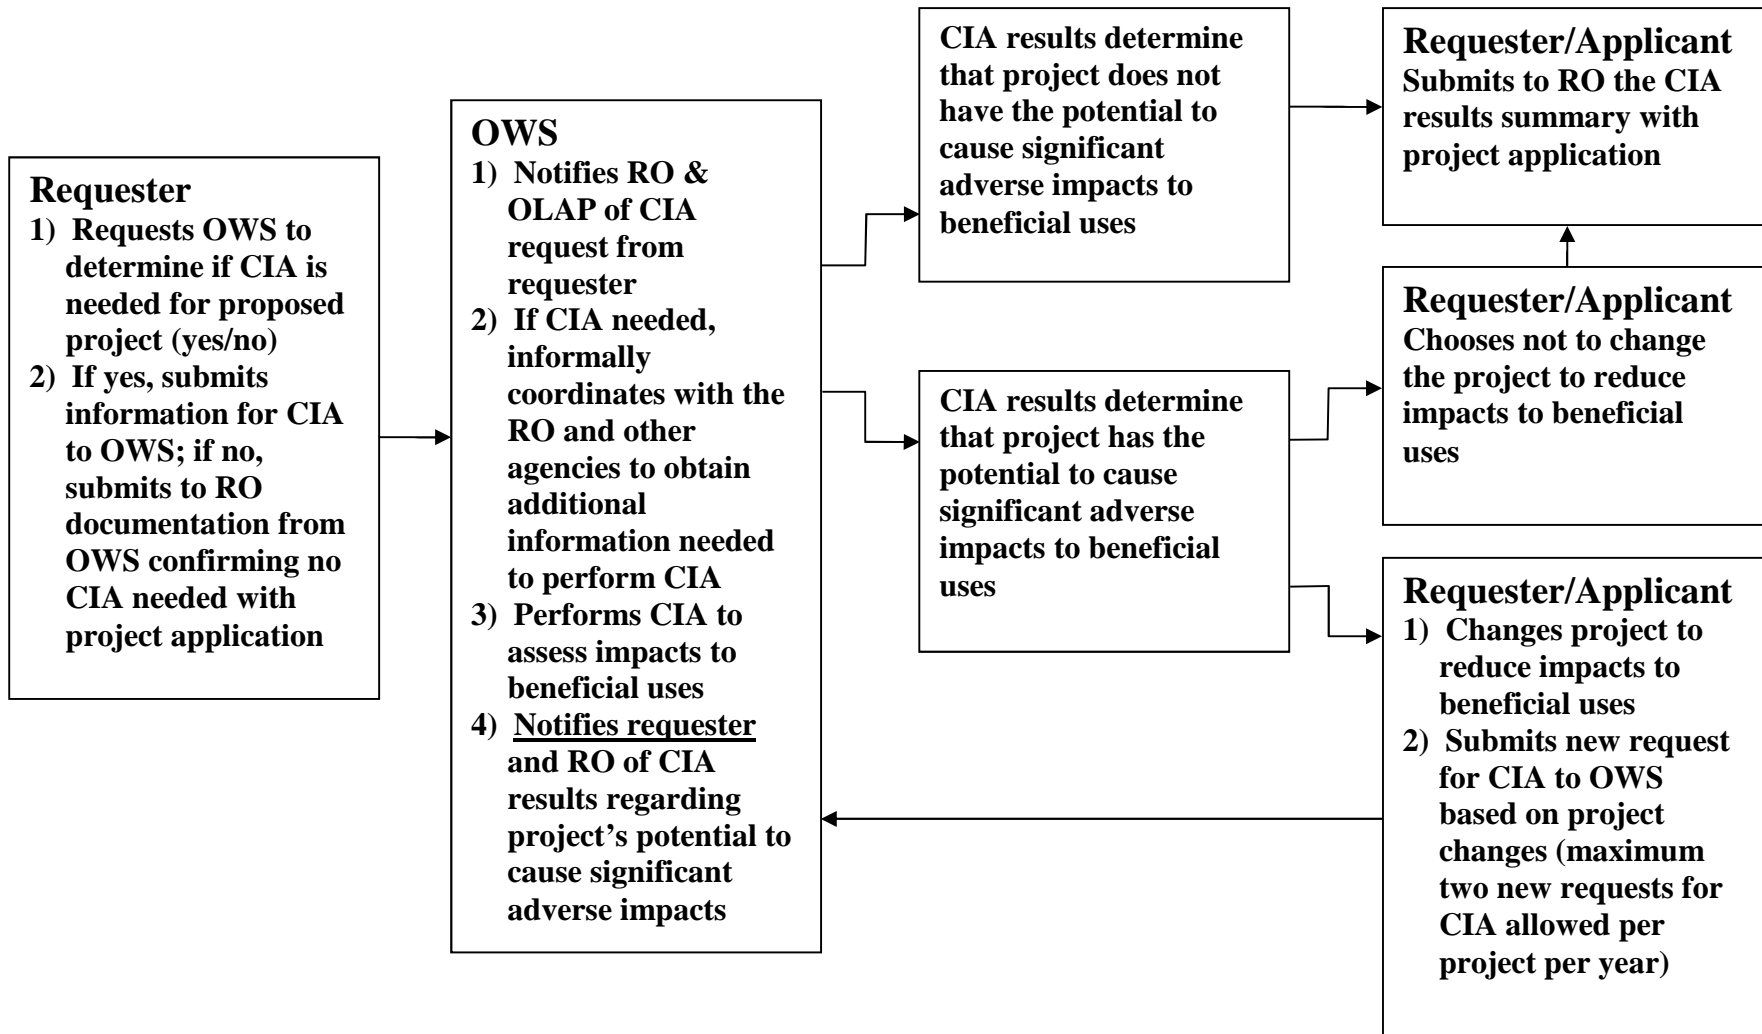 Requester
1) Requests OWS to
determine if CIA is
needed for proposed
project (yes/no)
2) If yes, submits
information for CIA
to OWS; if no,
submits to RO
documentation from
OWS confirming no
CIA needed with
project application
OWS
1) Notifies RO &
OLAP of CIA
request from
requester
2) If CIA needed,
informally
coordinates with the
RO and other
agencies to obtain
additional
information needed
to perform CIA
3) Performs CIA to
assess impacts to
beneficial uses
4) Notifies requester
and RO of CIA
results regarding
project’s potential to
cause significant
adverse impacts
CIA results determine
that project does not
have the potential to
cause significant
adverse impacts to
beneficial uses
CIA results determine
that project has the
potential to cause
significant adverse
impacts to beneficial
uses
Requester/Applicant
Submits to RO the CIA
results summary with
project application
Requester/Applicant
Chooses not to change
the project to reduce
impacts to beneficial
uses
Requester/Applicant
1) Changes project to
reduce impacts to
beneficial uses
2) Submits new request
for CIA to OWS
based on project
changes (maximum
two new requests for
CIA allowed per
project per year)